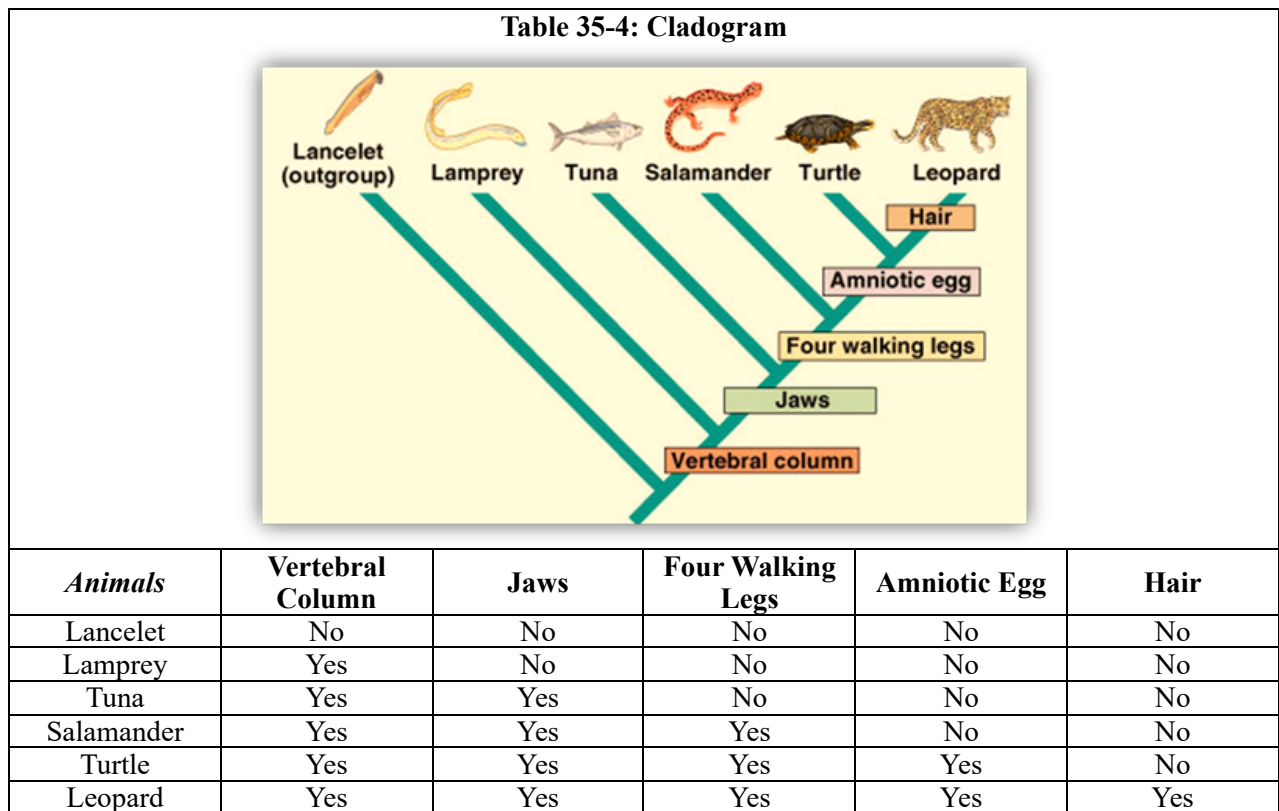 Table 35-4: Cladogram
Lancelet
(outgroup)
Lamprey
Tuna
Salamander
Turtle
Leopard
Hair
Amniotic egg
Four walking legs
Jaws
Vertebral column
Animals Vertebral Column Jaws Four Walking Legs Amniotic Egg Hair
Lancelet No No No No No
Lamprey Yes No No No No
Tuna Yes Yes No No No
Salamander Yes Yes Yes No No
Turtle Yes Yes Yes Yes No
Leopard Yes Yes Yes Yes Yes